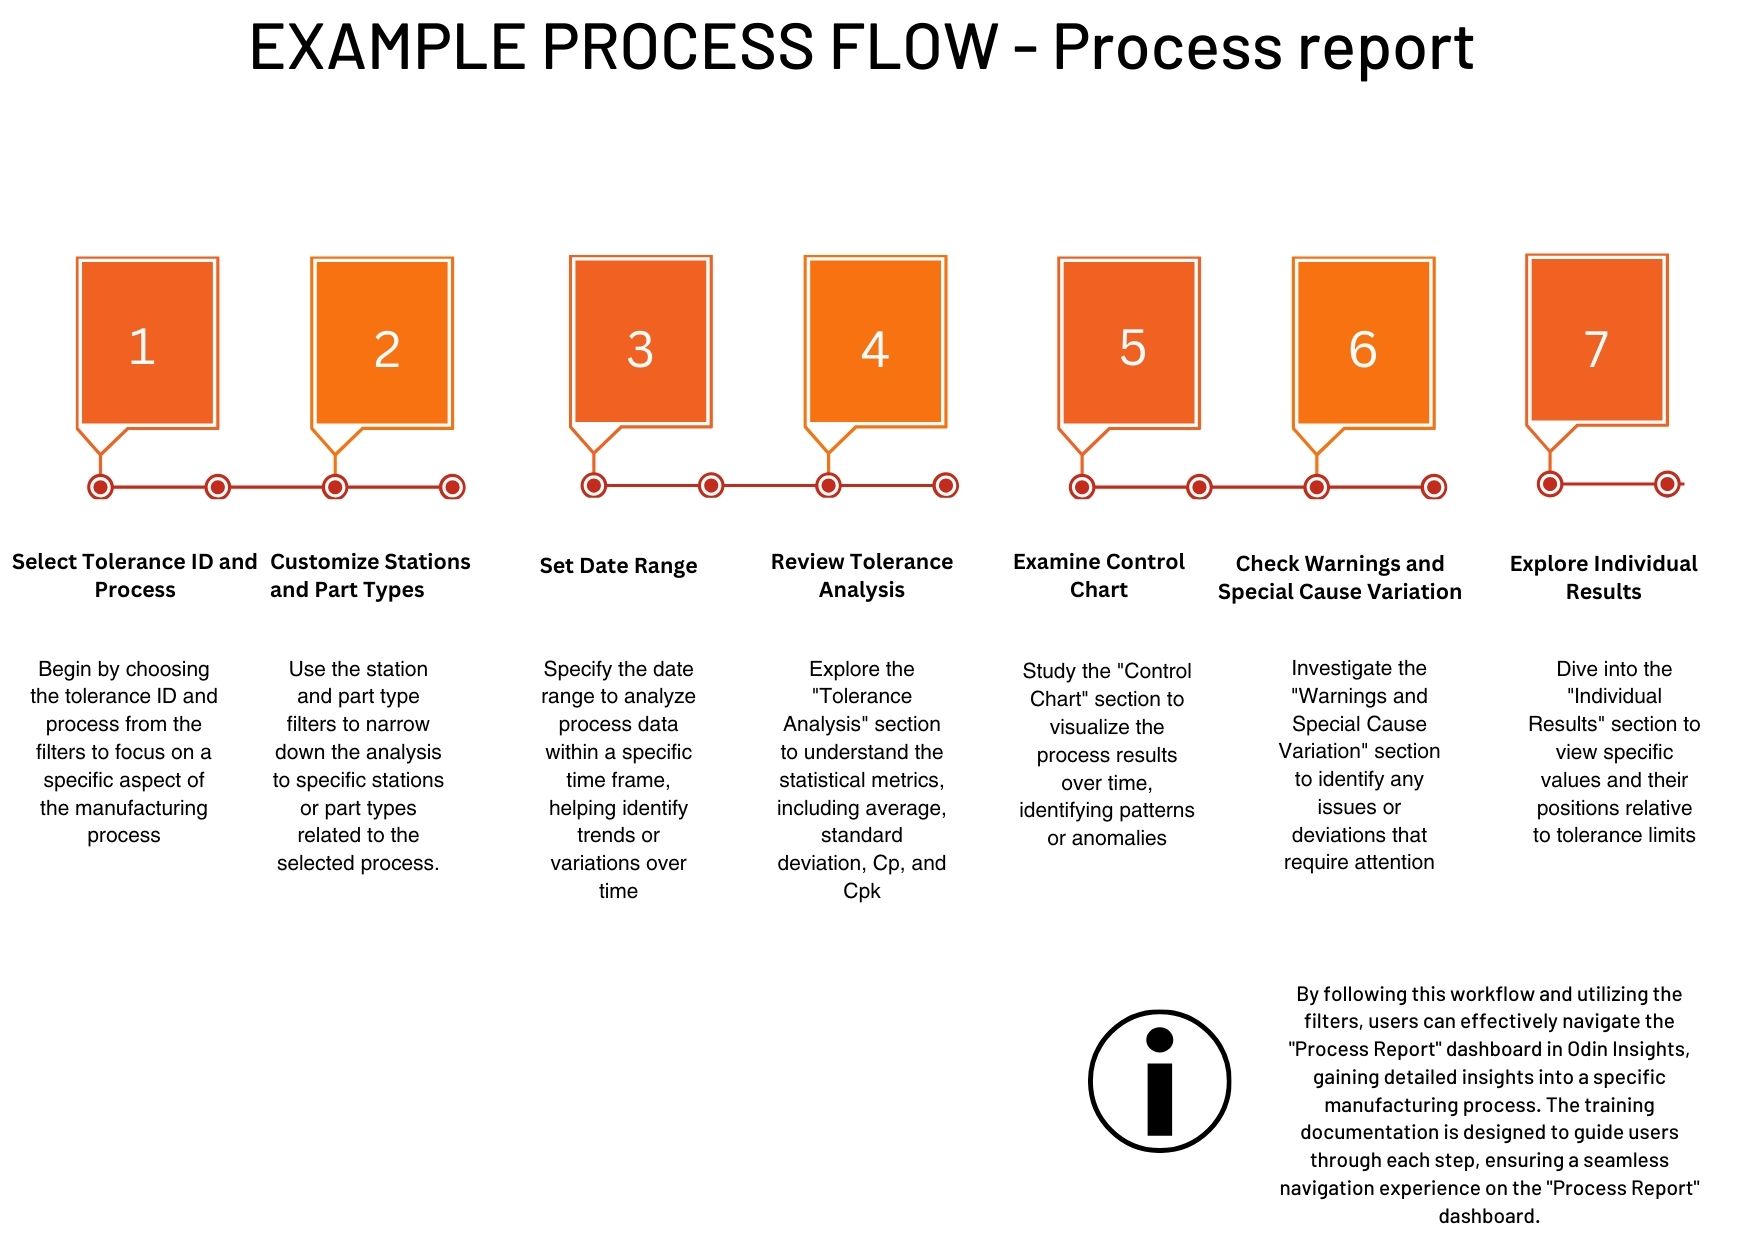 EXAMPLE PROCESS FLOW - Process report
1
2
3
4
5
6
7
Select Tolerance ID and
Process
Customize Stations
and Part Types
Set Date Range
Review Tolerance
Analysis
Examine Control
Chart
Check Warnings and
Special Cause Variation
Explore Individual
Results
Begin by choosing
the tolerance ID and
process from the
filters to focus on a
specific aspect of
the manufacturing
process
Use the station
and part type
filters to narrow
down the analysis
to specific stations
or part types
related to the
selected process.
Specify the date
range to analyze
process data
within a specific
time frame,
helping identify
trends or
variations over
time
Explore the
"Tolerance
Analysis" section
to understand the
statistical metrics,
including average,
standard
deviation, Cp, and
Cpk
Study the "Control
Chart" section to
visualize the
process results
over time,
identifying patterns
or anomalies
Investigate the
"Warnings and
Special Cause
Variation" section
to identify any
issues or
deviations that
require attention
Dive into the
"Individual
Results" section to
view specific
values and their
positions relative
to tolerance limits
By following this workflow and utilizing the
filters, users can effectively navigate the
"Process Report" dashboard in Odin Insights,
gaining detailed insights into a specific
manufacturing process. The training
documentation is designed to guide users
through each step, ensuring a seamless
navigation experience on the "Process Report"
dashboard.